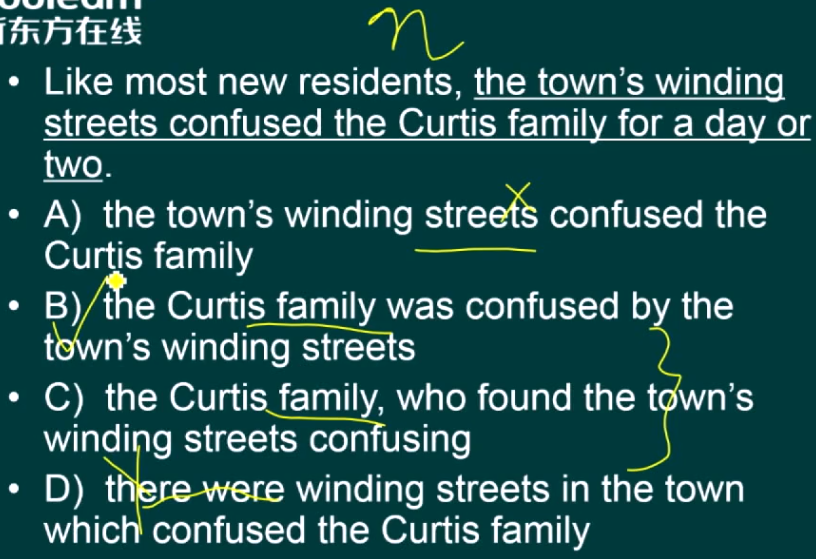 oolearn
新东方在线
n
• Like most new residents, the town's winding
streets confused the Curtis family for a day or
two.
• A) the town's winding streets confused the
Curtis family
• B) the Curtis family was confused by the
town's winding streets
• C) the Curtis family, who found the town's
winding streets confusing
• D) there were winding streets in the town
which confused the Curtis family